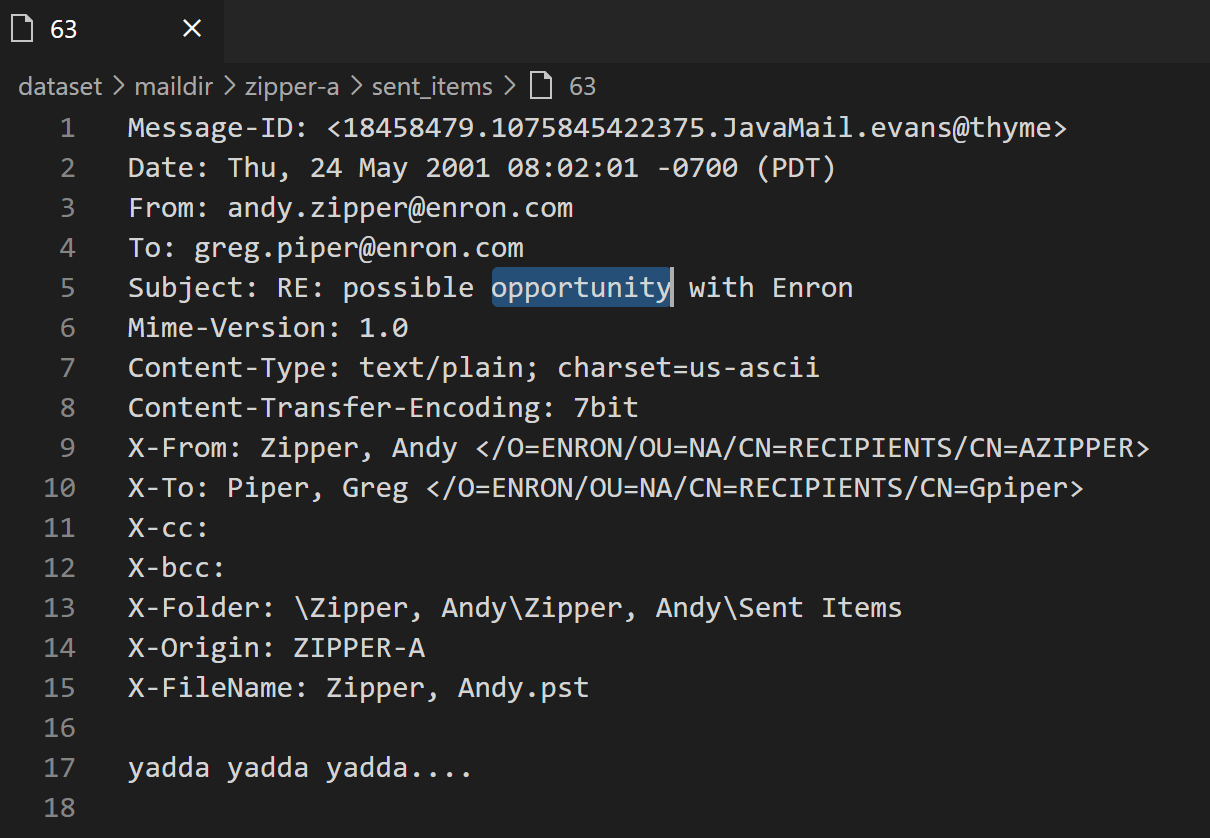 63
dataset > maildir > zipper-a > sent_items > 63
1 Message-ID: <18458479.1075845422375.JavaMail.evans@thyme>
2 Date: Thu, 24 May 2001 08:02:01 -0700 (PDT)
3 From: andy.zipper@enron.com
4 To: greg.piper@enron.com
5 Subject: RE: possible opportunity with Enron
6 Mime-Version: 1.0
7 Content-Type: text/plain; charset=us-ascii
8 Content-Transfer-Encoding: 7bit
9 X-From: Zipper, Andy </O=ENRON/OU=NA/CN=RECIPIENTS/CN=AZIPPER>
10 X-To: Piper, Greg </O=ENRON/OU=NA/CN=RECIPIENTS/CN=Gpiper>
11 X-cc:
12 X-bcc:
13 X-Folder: \Zipper, Andy\Zipper, Andy\Sent Items
14 X-Origin: ZIPPER-A
15 X-FileName: Zipper, Andy.pst
16
17 yadda yadda yadda....
18